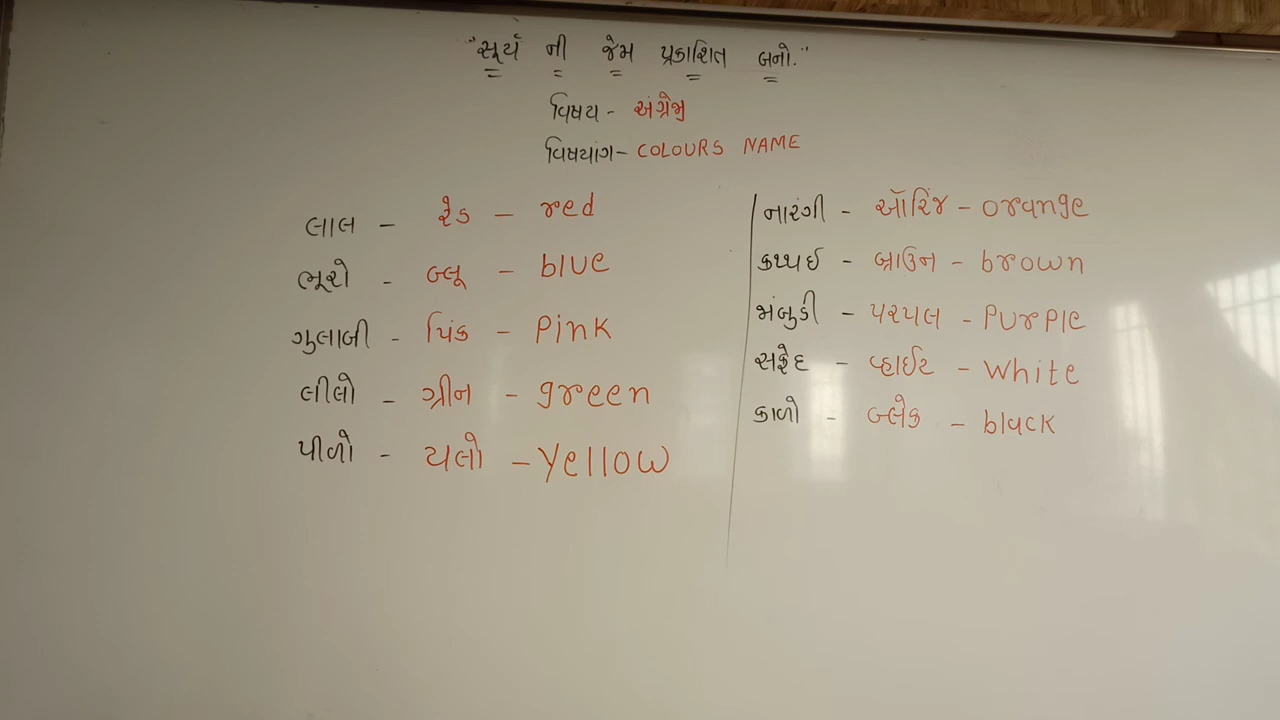 "સૂર્ય ની જેમ પ્રકાશિત બનો."
વિષય - અંગ્રેજી
વિષયાંગ - COLOURS NAME
લાલ - રેડ - red
ભૂરો - બ્લૂ - blue
ગુલાબી - પિંક - Pink
લીલો - ગ્રીન - green
પીળો - યલો - Yellow
નારંગી - ઑરેંજ - orange
કથ્થઈ - બ્રાઉન - brown
જાંબુડી - પરપલ - PurPle
સફેદ - વ્હાઈટ - White
કાળો - બ્લેક - black